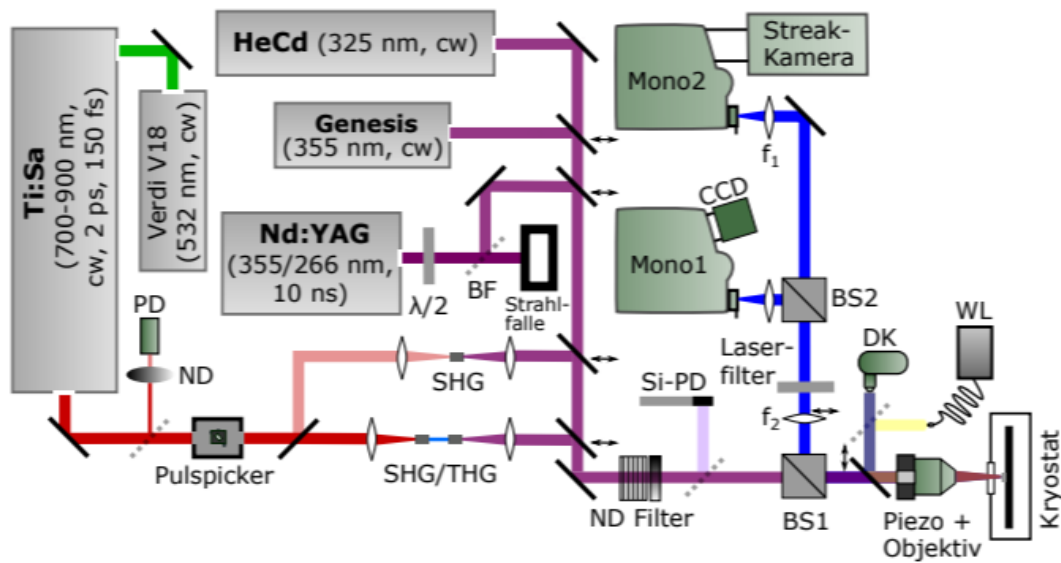 HeCd (325 nm, cw)
Streak-
Kamera
Mono2
Ti:Sa
(700-900 nm,
cw, 2 ps, 150 fs)
Verdi V18
(532 nm, cw)
Genesis
(355 nm, cw)
f1
CCD
Nd:YAG
(355/266 nm,
10 ns)
λ/2
BF
Strahl-
falle
Mono1
BS2
WL
PD
ND
DK
Laser-
filter
SHG
Si-PD
f2
Pulspicker
SHG/THG
ND Filter
BS1
Piezo +
Objektiv
Kryostat